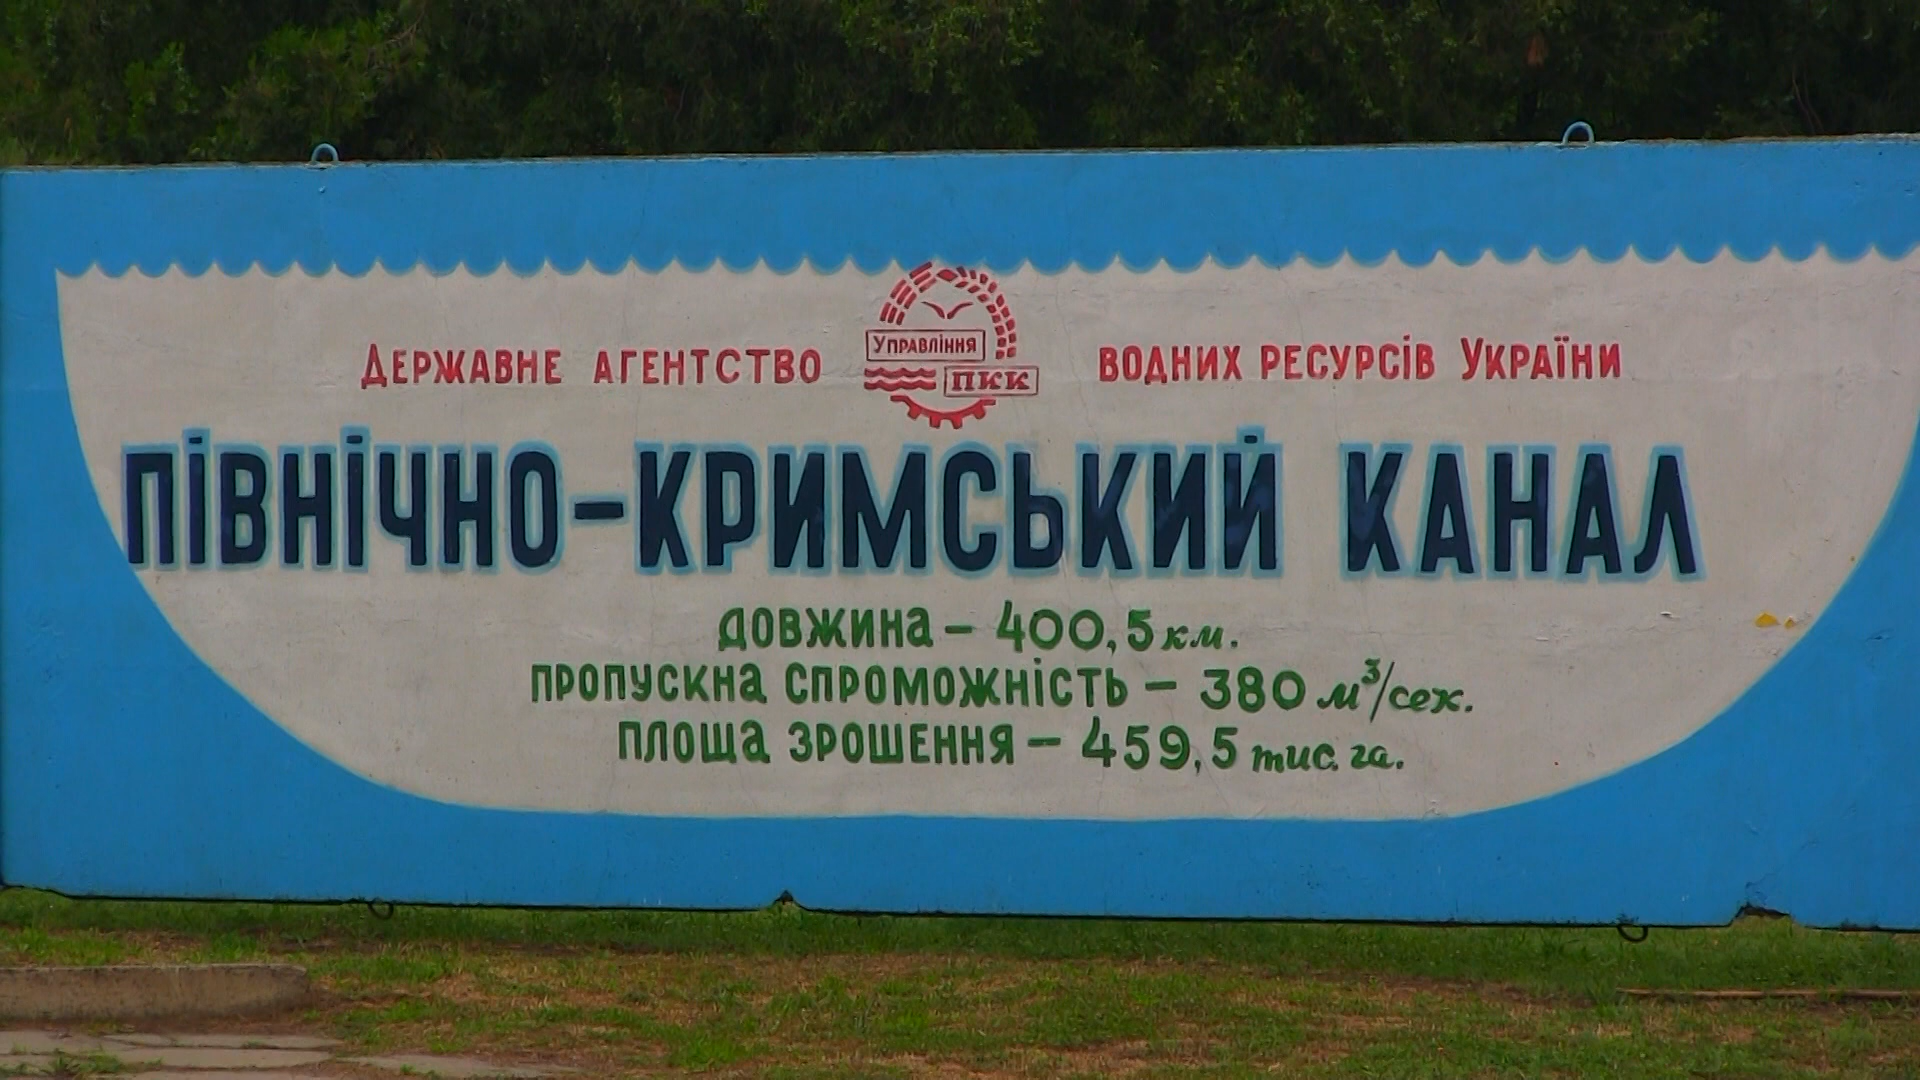 Державне агентство Управління ПКК водних ресурсів України
ПІВНІЧНО-КРИМСЬКИЙ КАНАЛ
довжина – 400,5 км.
пропускна спроможність – 380 м³/сек.
площа зрошення – 459,5 тис. га.